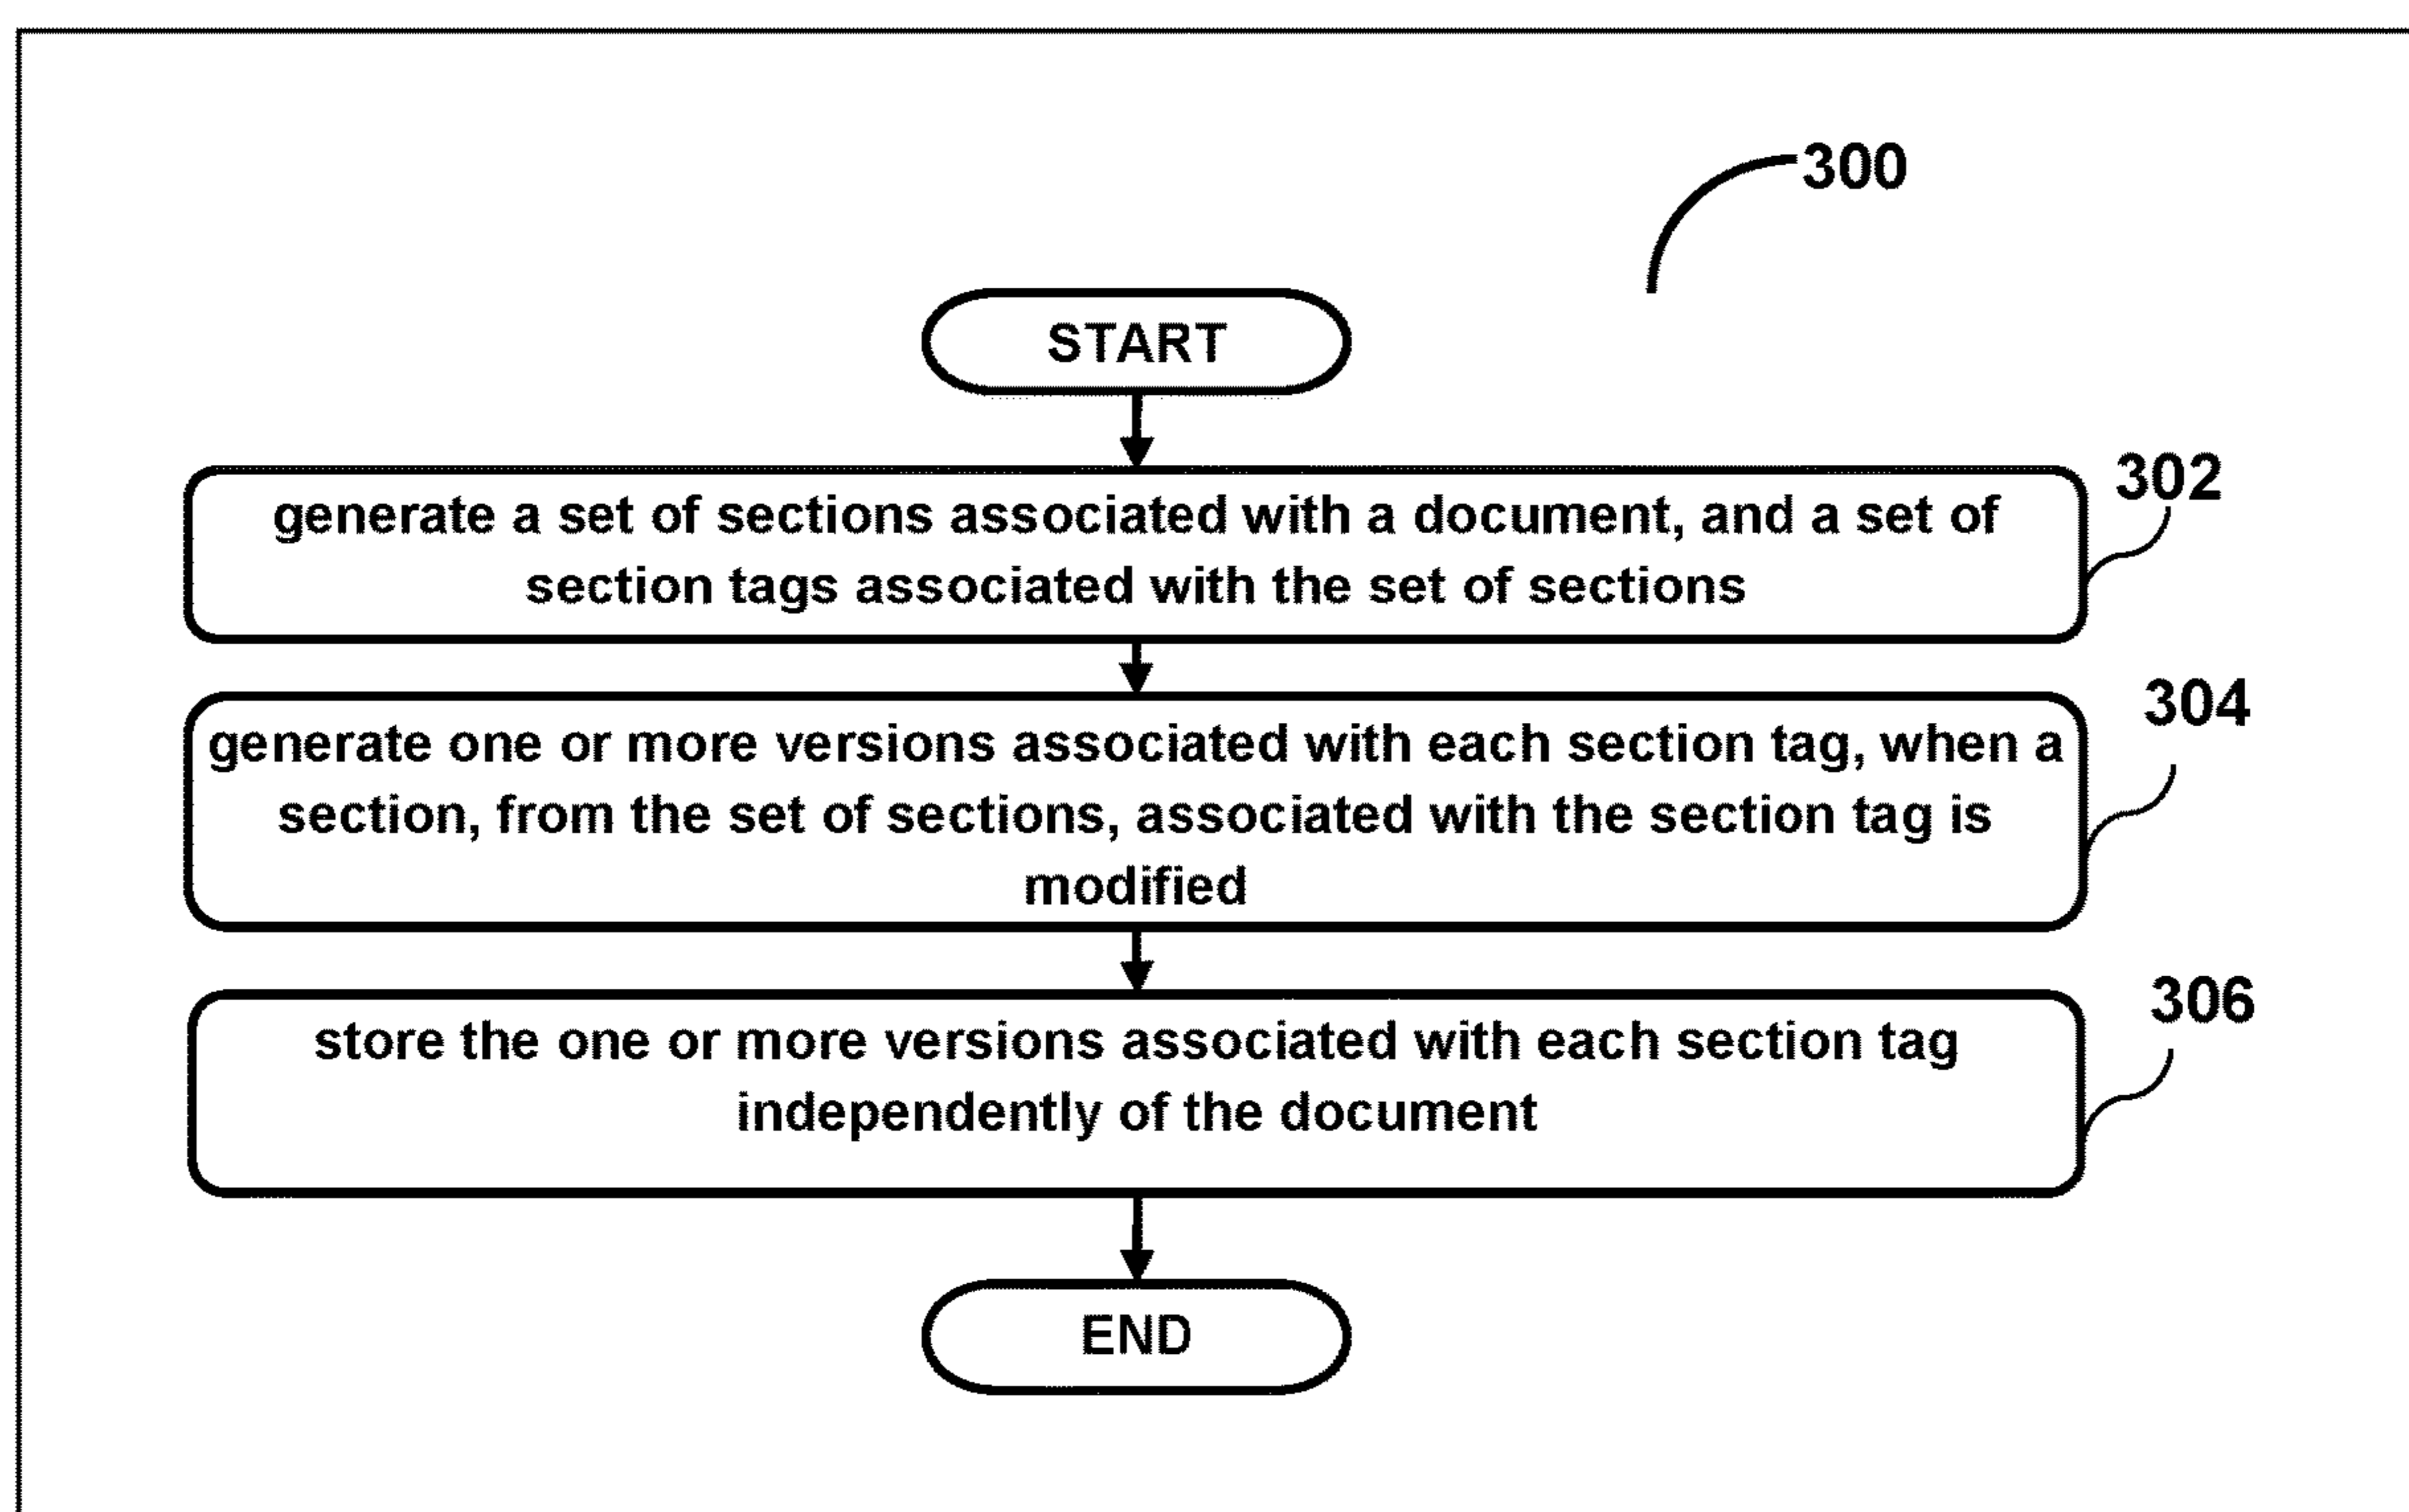 300
START
302
generate a set of sections associated with a document, and a set of
section tags associated with the set of sections
304
generate one or more versions associated with each section tag, when a
section, from the set of sections, associated with the section tag is
modified
306
store the one or more versions associated with each section tag
independently of the document
END